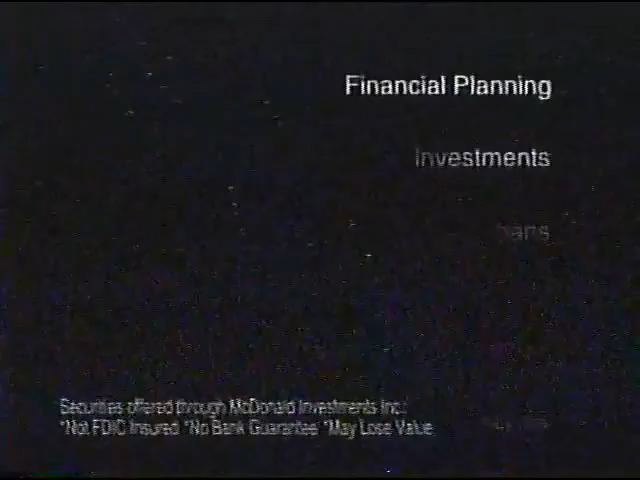 Financial Planning
Investments
Securities offered through McDonald Investments Inc.
*Not FDIC Insured *No Bank Guarantee *May Lose Value